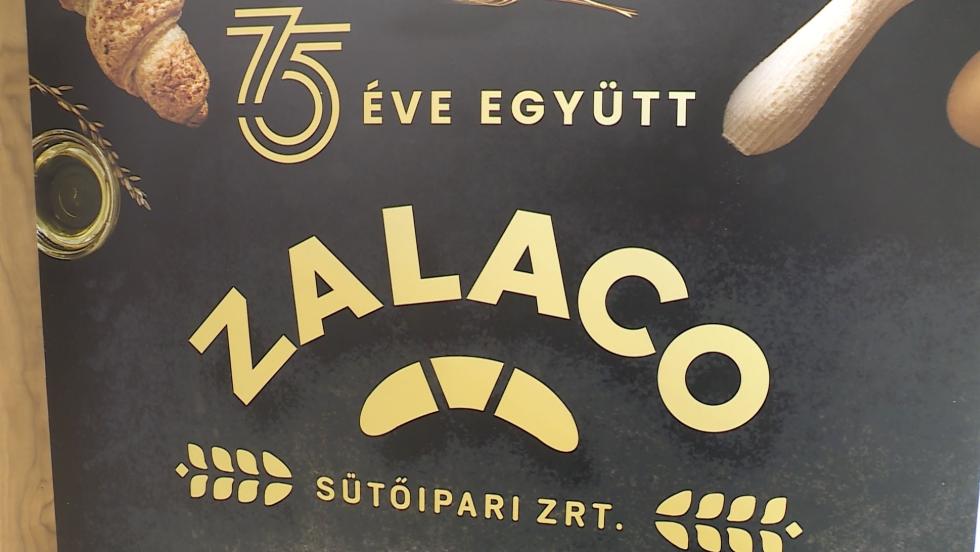 75 ÉVE EGYÜTT
ZALACO
SÜTŐIPARI ZRT.